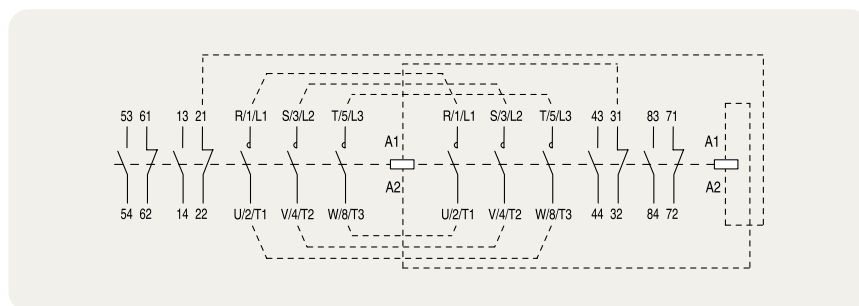 53 61 13 21 R/1/L1 S/3/L2 T/5/L3 R/1/L1 S/3/L2 T/5/L3 43 31 83 71
A1 A1
A2 A2
54 62 14 22 U/2/T1 V/4/T2 W/8/T3 U/2/T1 V/4/T2 W/8/T3 44 32 84 72